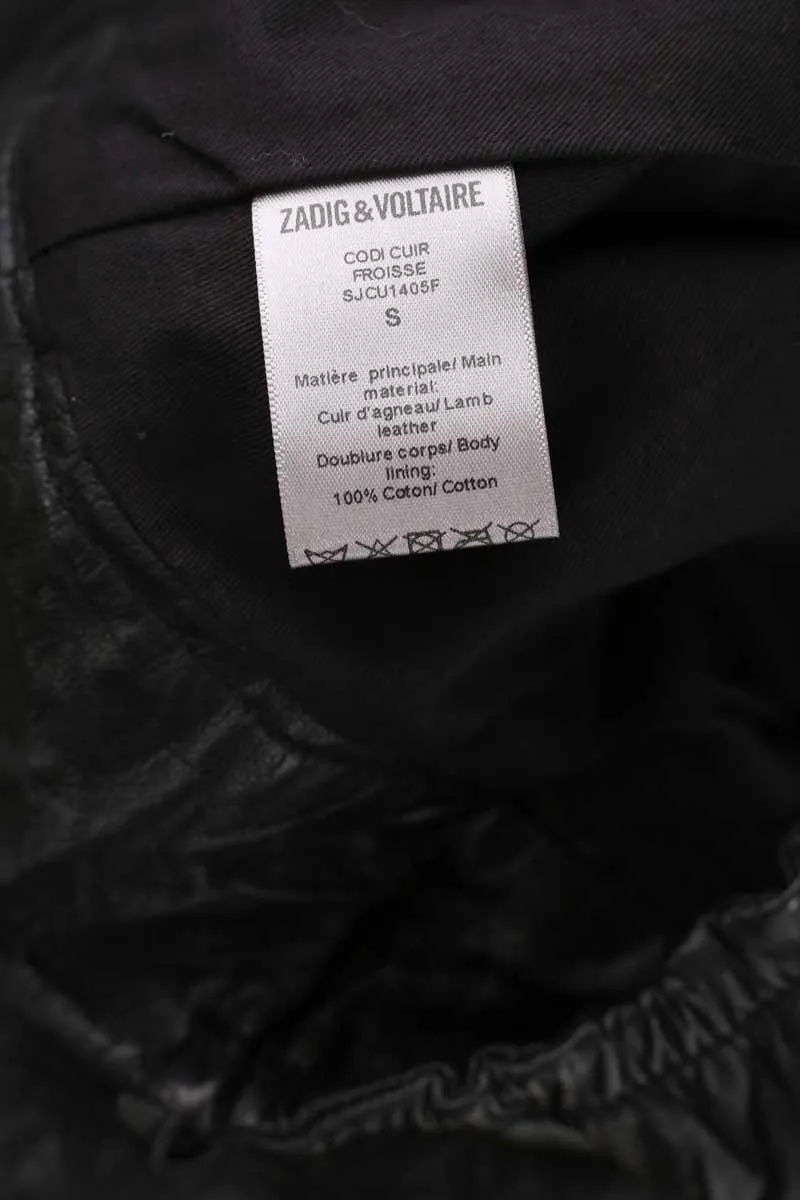 ZADIG & VOLTAIRE
CODI CUIR
FROISSE
SJCU1405F
S
Matière principale/ Main
material:
Cuir d'agneau/ Lamb
leather
Doublure corps/ Body
lining:
100% Coton/ Cotton